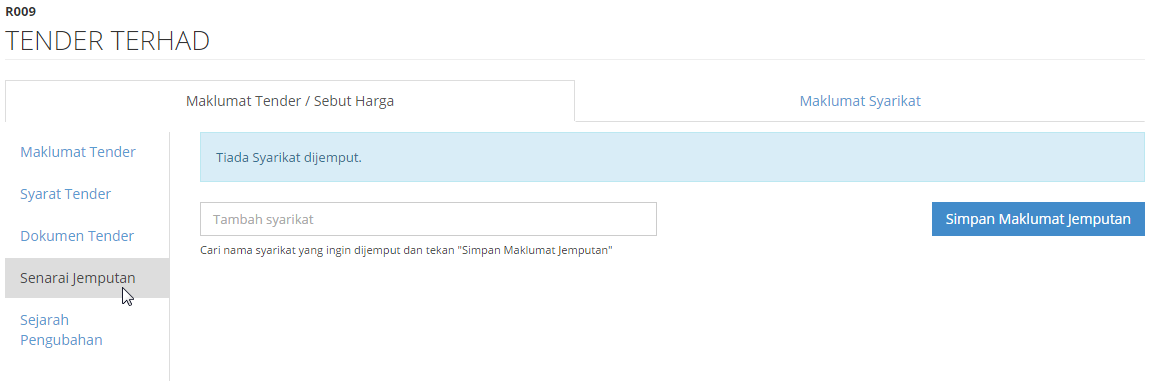 R009
TENDER TERHAD
Maklumat Tender / Sebut Harga
Maklumat Syarikat
Maklumat Tender
Syarat Tender
Dokumen Tender
Senarai Jemputan
Sejarah
Pengubahan
Tiada Syarikat dijemput.
Tambah syarikat
Simpan Maklumat Jemputan
Cari nama syarikat yang ingin dijemput dan tekan "Simpan Maklumat Jemputan"